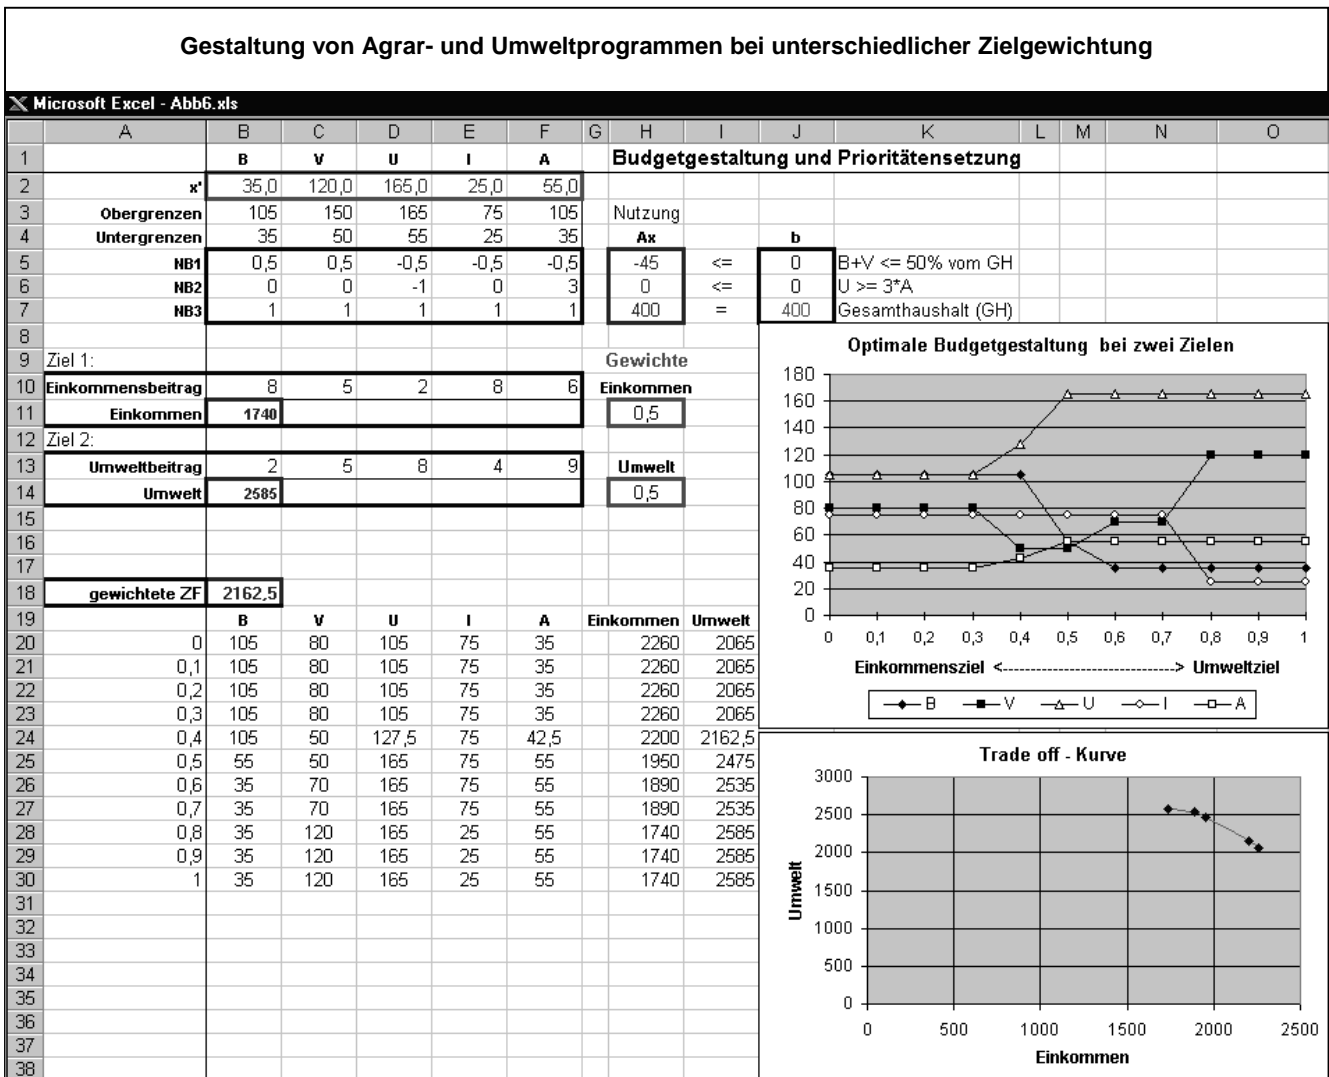 Gestaltung von Agrar- und Umweltprogrammen bei unterschiedlicher Zielgewichtung
Microsoft Excel - Abb6.xls
A B C D E F G H I J K L M N O
1 B V U I A Budgetgestaltung und Prioritätensetzung
2 x' 35,0 120,0 165,0 25,0 55,0
3 Obergrenzen 105 150 165 75 105 Nutzung
4 Untergrenzen 35 50 55 25 35 Ax b
5 NB1 0,5 0,5 -0,5 -0,5 -0,5 -45 <= 0 B+V <= 50% vom GH
6 NB2 0 0 -1 0 3 0 <= 0 U >= 3*A
7 NB3 1 1 1 1 1 400 = 400 Gesamthaushalt (GH)
8
9 Ziel 1: Gewichte
10 Einkommensbeitrag 8 5 2 8 6 Einkommen
11 Einkommen 1740 0,5
12 Ziel 2:
13 Umweltbeitrag 2 5 8 4 9 Umwelt
14 Umwelt 2585 0,5
15
16
17
18 gewichtete ZF 2162,5
19 B V U I A Einkommen Umwelt
20 0 105 80 105 75 35 2260 2065
21 0,1 105 80 105 75 35 2260 2065
22 0,2 105 80 105 75 35 2260 2065
23 0,3 105 80 105 75 35 2260 2065
24 0,4 105 50 127,5 75 42,5 2200 2162,5
25 0,5 55 50 165 75 55 1950 2475
26 0,6 35 70 165 75 55 1890 2535
27 0,7 35 70 165 75 55 1890 2535
28 0,8 35 120 165 25 55 1740 2585
29 0,9 35 120 165 25 55 1740 2585
30 1 35 120 165 25 55 1740 2585
31
32
33
34
35
36
37
38
Optimale Budgetgestaltung bei zwei Zielen
180
160
140
120
100
80
60
40
20
0
0 0,1 0,2 0,3 0,4 0,5 0,6 0,7 0,8 0,9 1
Einkommensziel <------------------------------> Umweltziel
B V U I A
Trade off - Kurve
3000
2500
2000
1500
1000
500
0
Umwelt
0 500 1000 1500 2000 2500
Einkommen